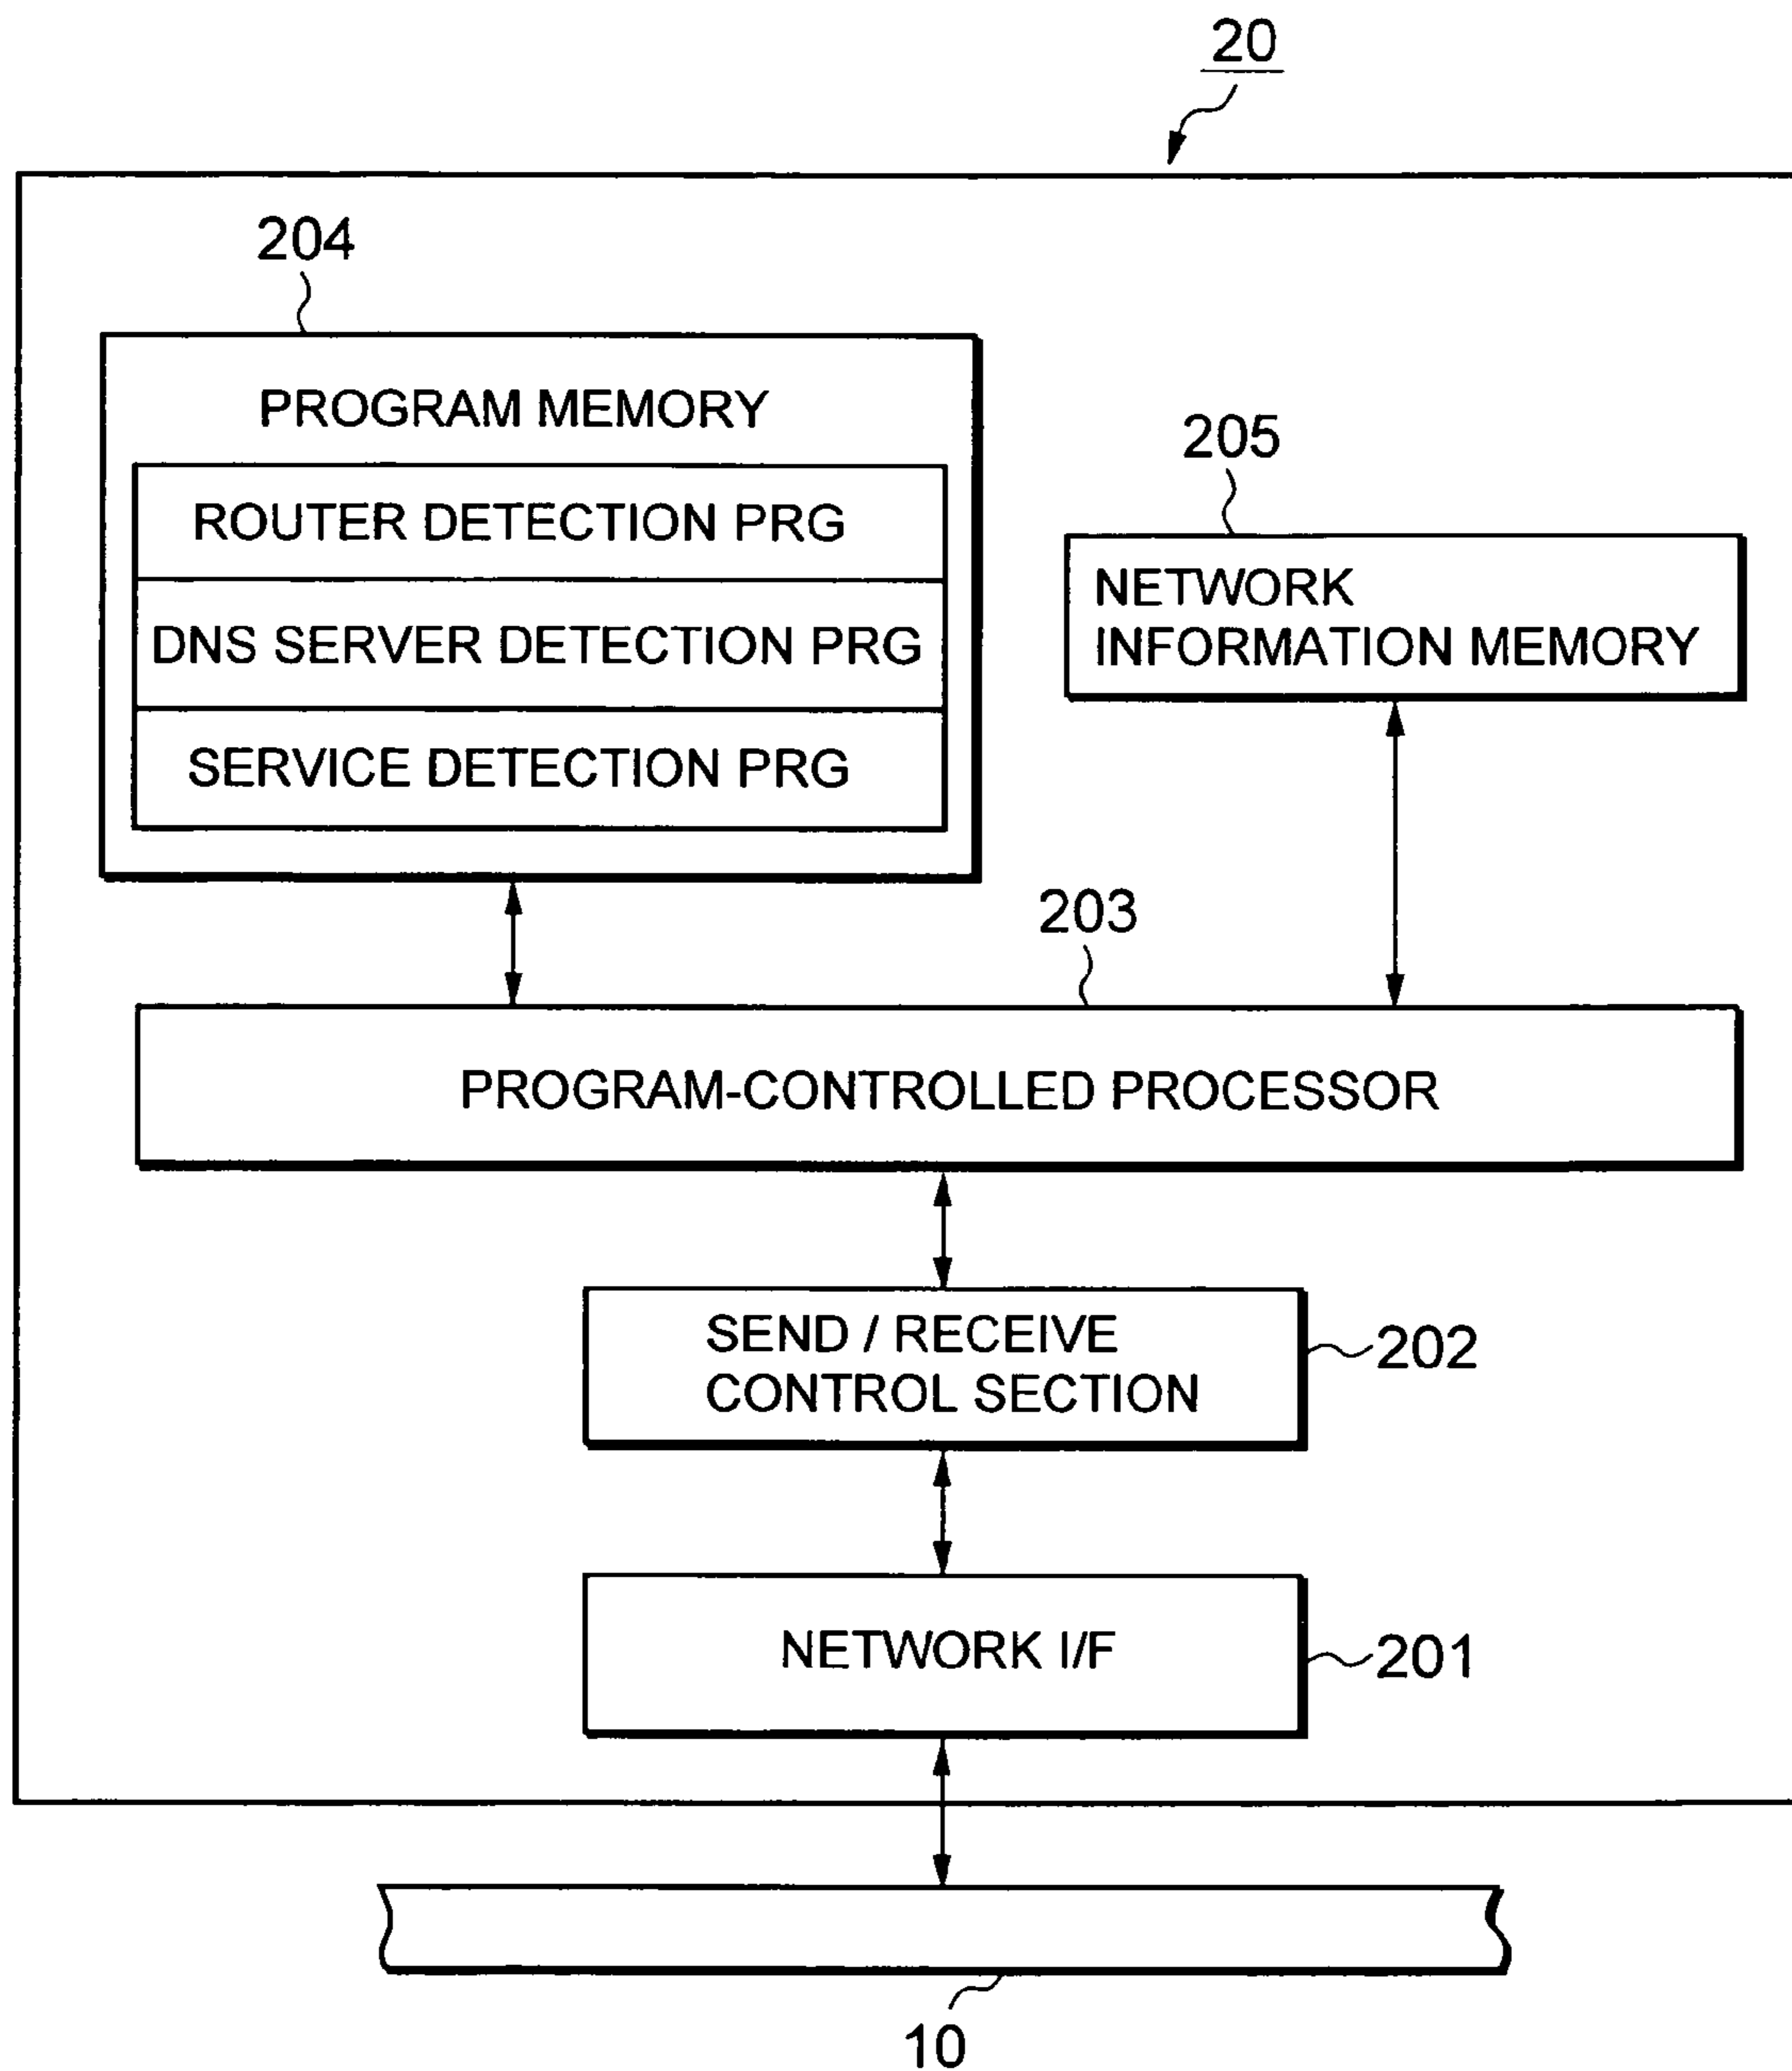 20
204
PROGRAM MEMORY
ROUTER DETECTION PRG
DNS SERVER DETECTION PRG
SERVICE DETECTION PRG
205
NETWORK
INFORMATION MEMORY
203
PROGRAM-CONTROLLED PROCESSOR
SEND / RECEIVE
CONTROL SECTION
202
NETWORK I/F
201
10